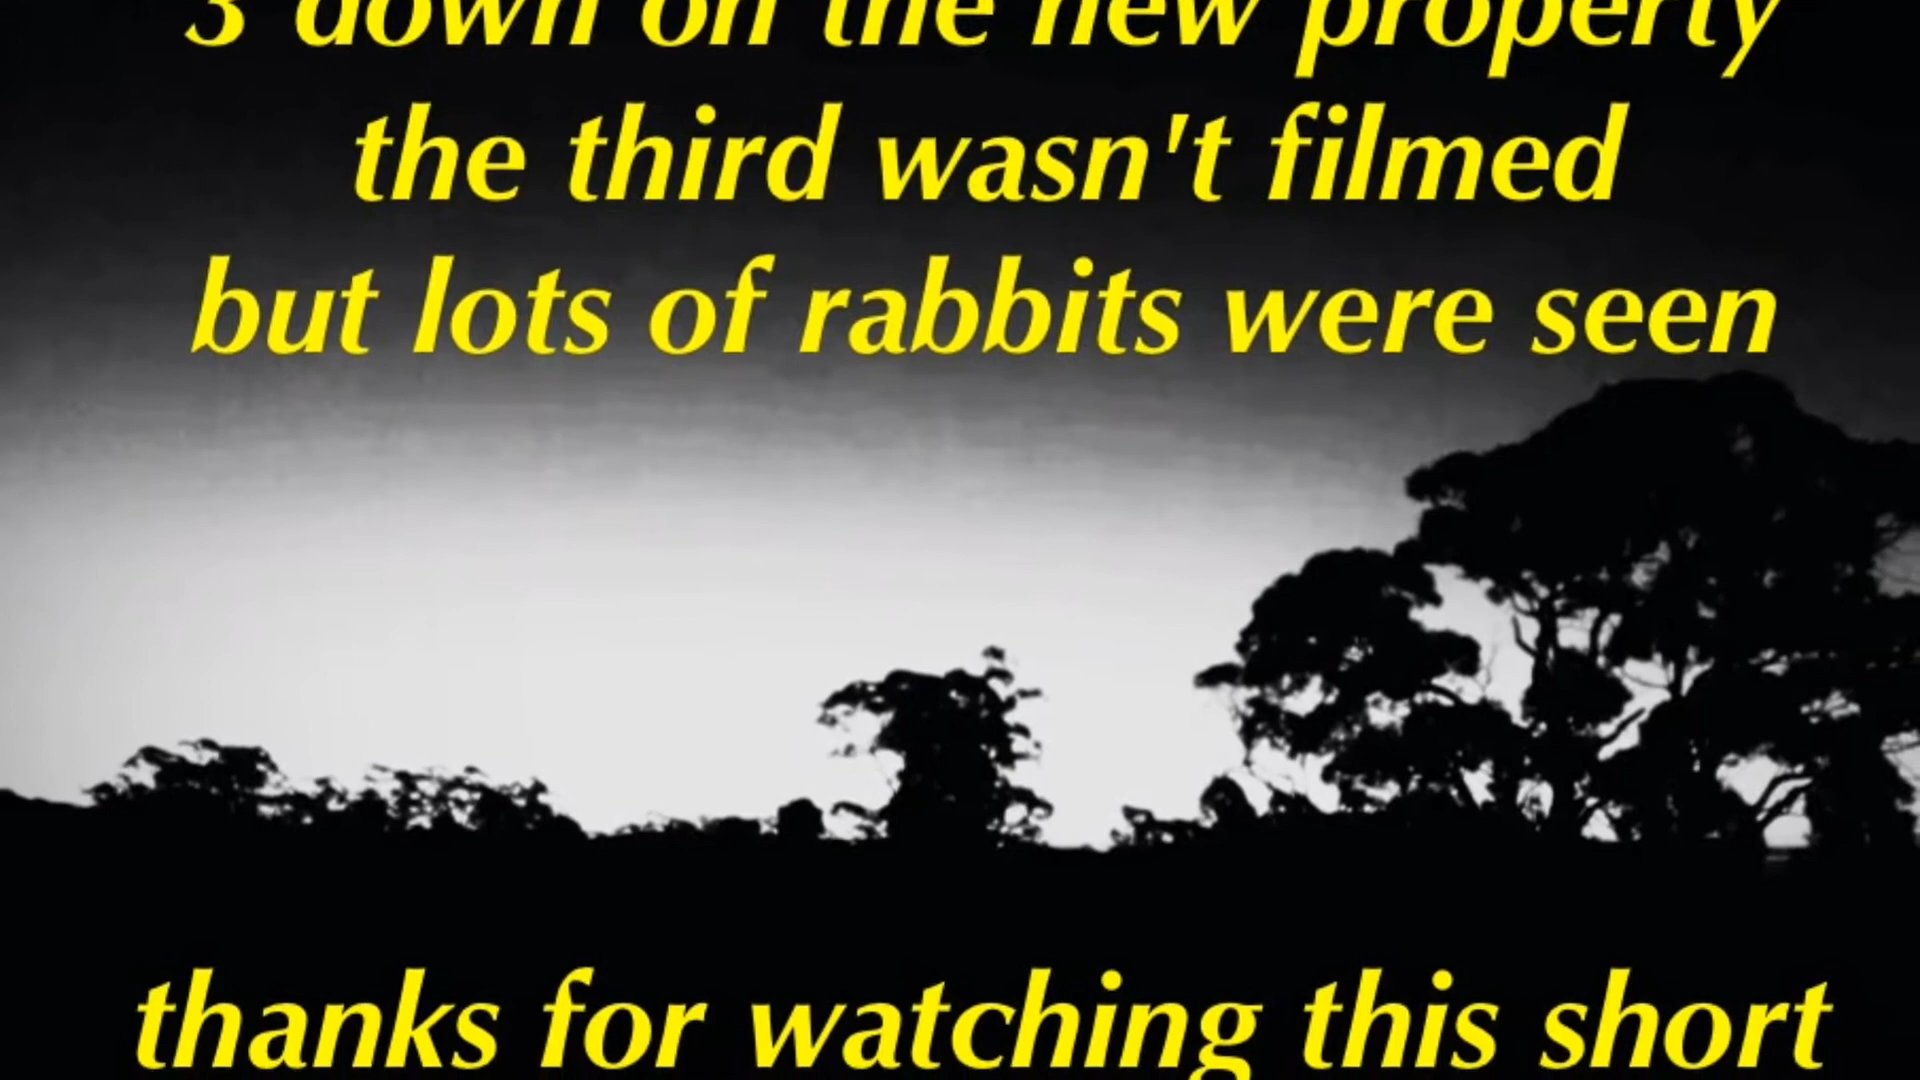 3 down on the new property
the third wasn't filmed
but lots of rabbits were seen
thanks for watching this short